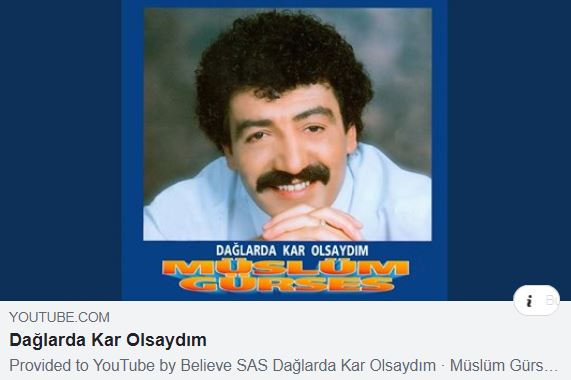 DAĞLARDA KAR OLSAYDIM
MÜSLÜM
GÜRSES
i
YOUTUBE.COM
Dağlarda Kar Olsaydım
Provided to YouTube by Believe SAS Dağlarda Kar Olsaydım · Müslüm Gürs...